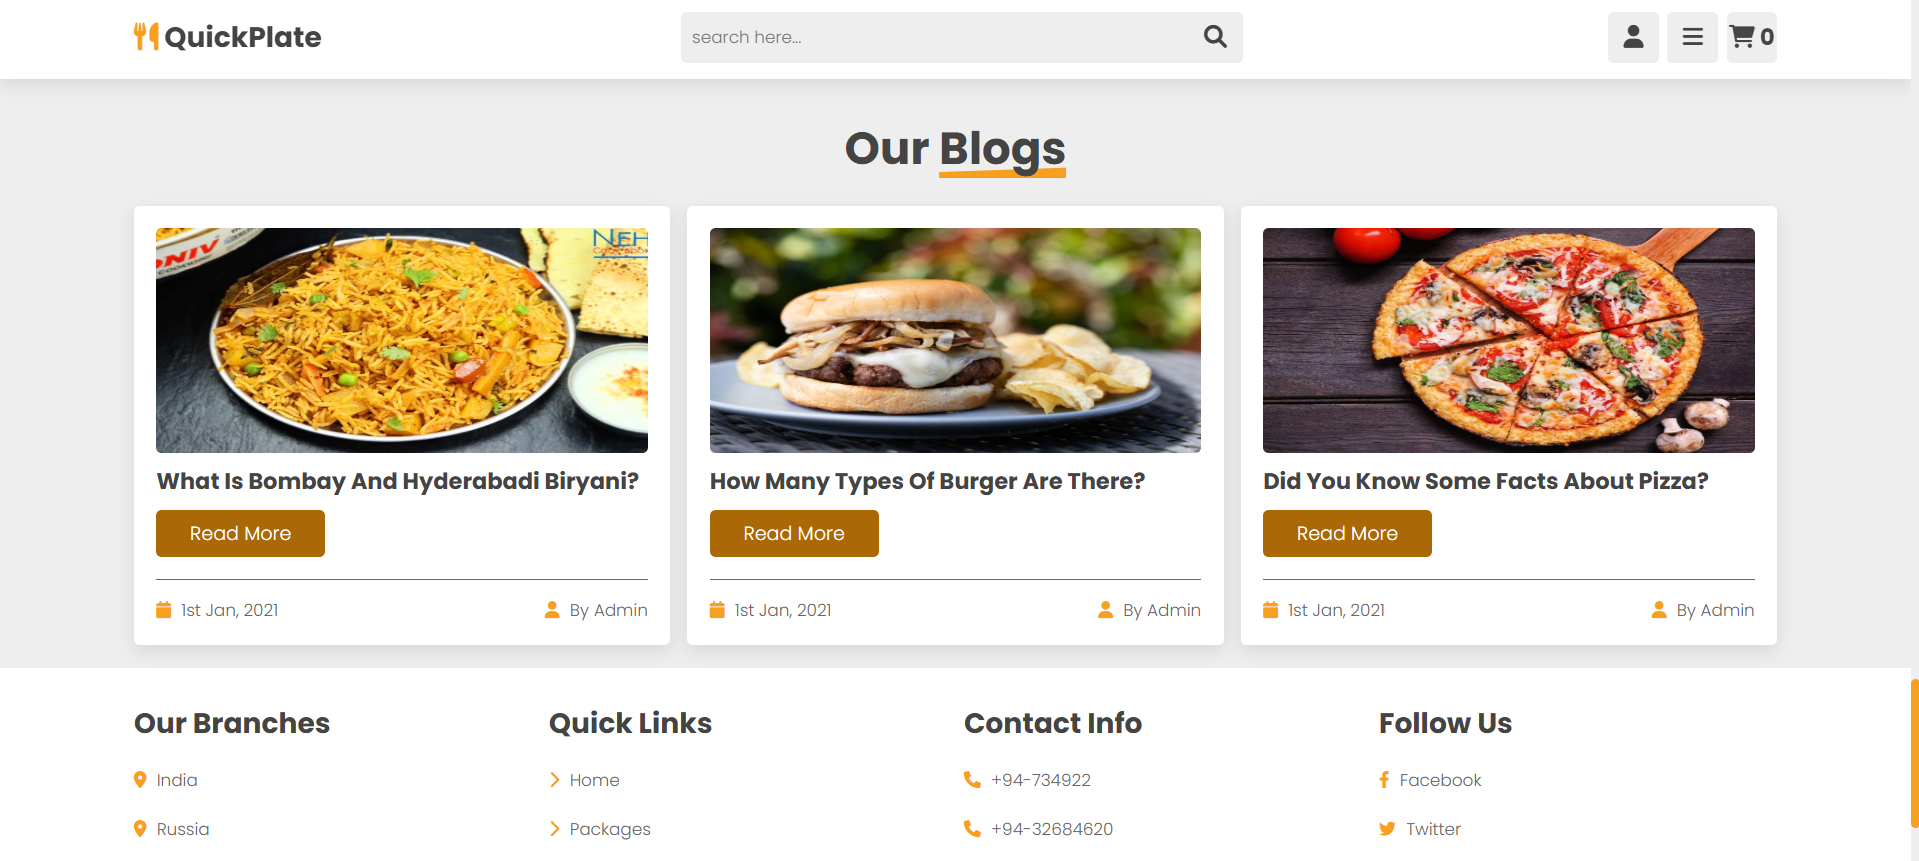 QuickPlate
search here...
0
Our Blogs
NEH
What Is Bombay And Hyderabadi Biryani?
Read More
1st Jan, 2021
By Admin
How Many Types Of Burger Are There?
Read More
1st Jan, 2021
By Admin
Did You Know Some Facts About Pizza?
Read More
1st Jan, 2021
By Admin
Our Branches
India
Russia
Quick Links
Home
Packages
Contact Info
+94-734922
+94-32684620
Follow Us
Facebook
Twitter